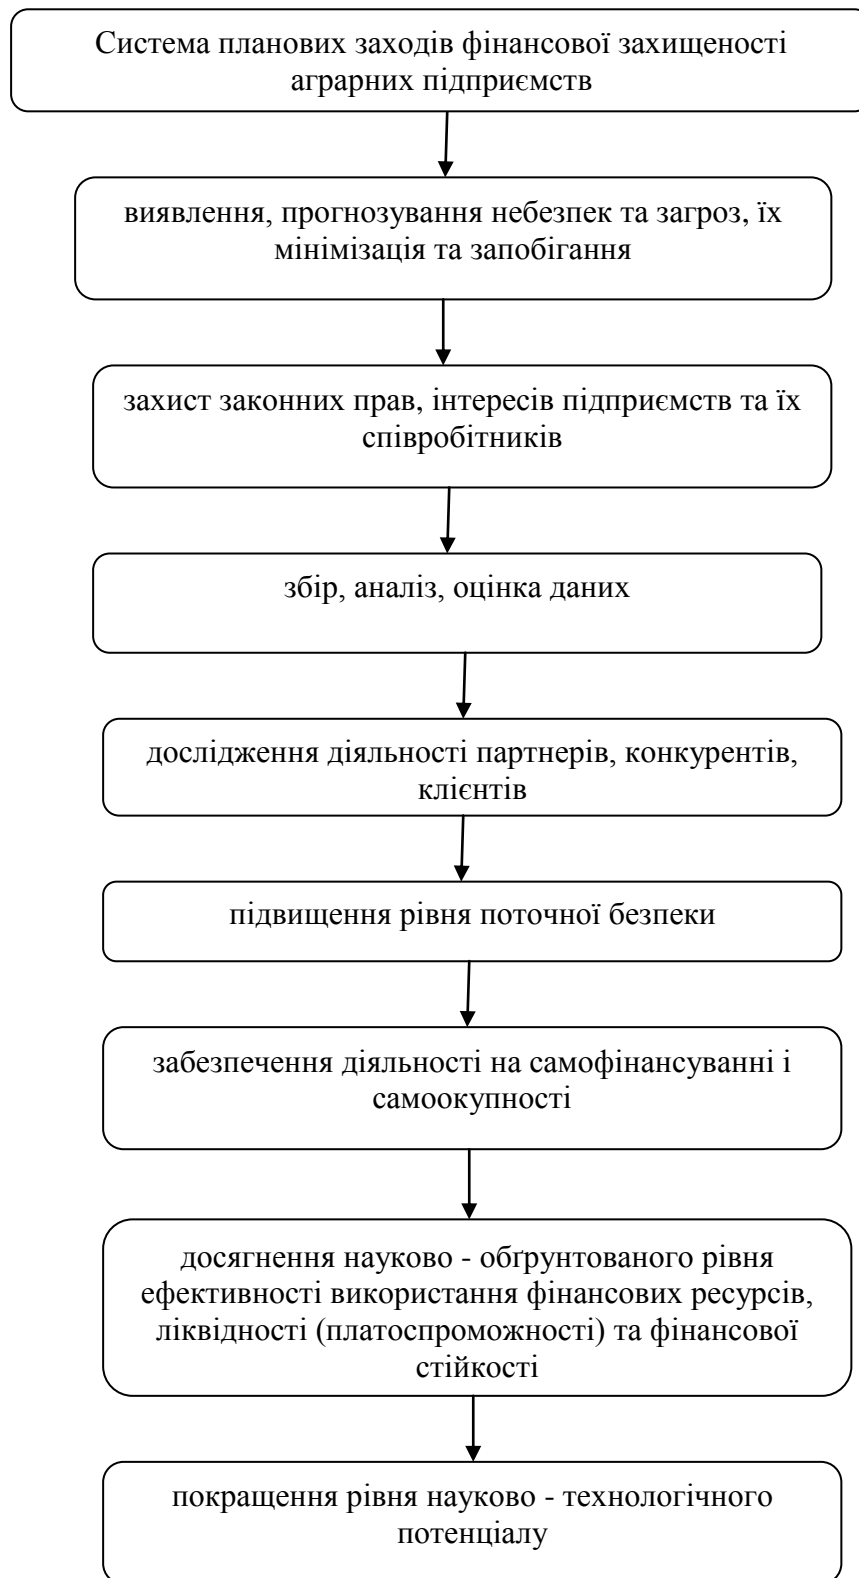 Система планових заходів фінансової захищеності
аграрних підприємств
виявлення, прогнозування небезпек та загроз, їх
мінімізація та запобігання
захист законних прав, інтересів підприємств та їх
співробітників
збір, аналіз, оцінка даних
дослідження діяльності партнерів, конкурентів,
клієнтів
підвищення рівня поточної безпеки
забезпечення діяльності на самофінансуванні і
самоокупності
досягнення науково - обґрунтованого рівня
ефективності використання фінансових ресурсів,
ліквідності (платоспроможності) та фінансової
стійкості
покращення рівня науково - технологічного
потенціалу